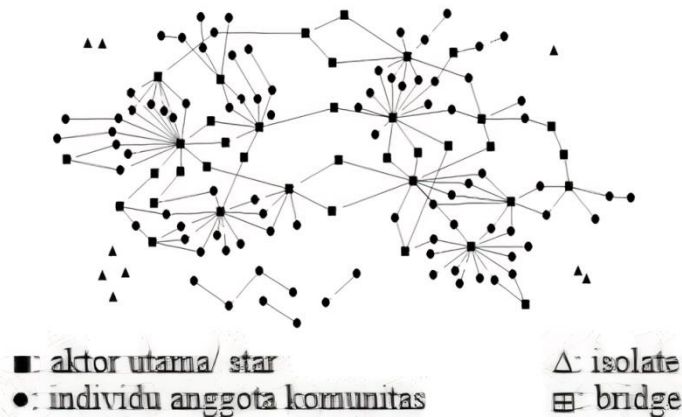 ■: aktor utama/ star
●: individu anggota komunitas
△: isolate
⊞: bridge